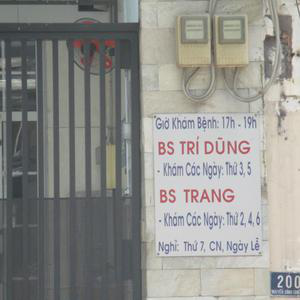 Giờ Khám Bệnh: 17h - 19h
BS TRÍ DŨNG
- Khám Các Ngày: Thứ 3, 5
BS TRANG
- Khám Các Ngày: Thứ 2, 4, 6
Nghỉ: Thứ 7, CN, Ngày Lễ
200